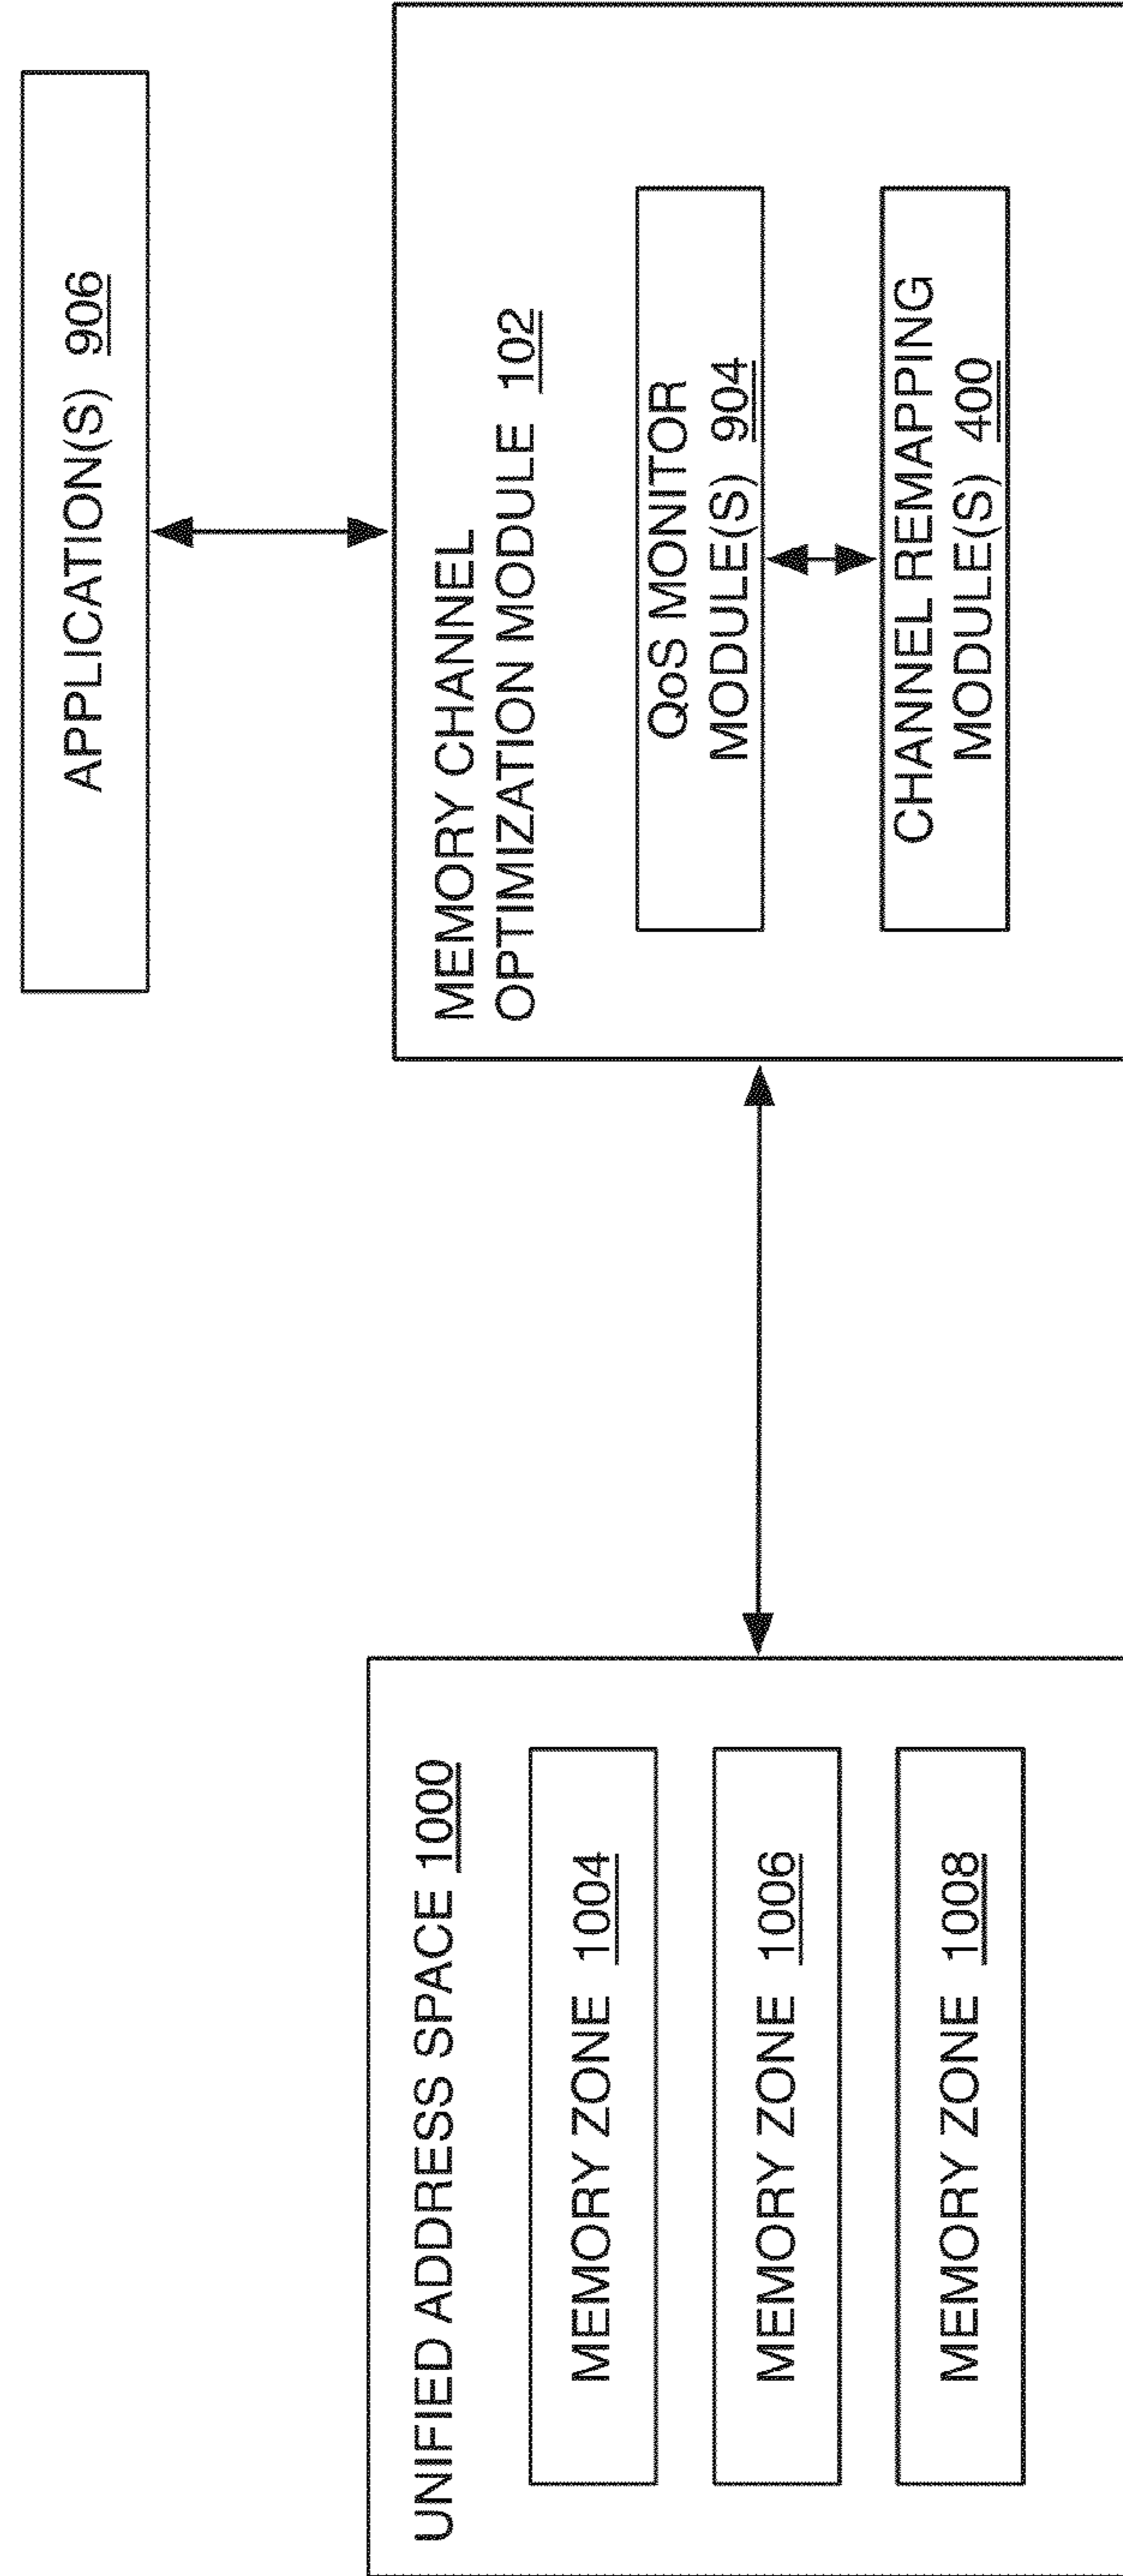 APPLICATION(S) 906
MEMORY CHANNEL
OPTIMIZATION MODULE 102
QoS MONITOR
MODULE(S) 904
CHANNEL REMAPPING
MODULE(S) 400
UNIFIED ADDRESS SPACE 1000
MEMORY ZONE 1004
MEMORY ZONE 1006
MEMORY ZONE 1008